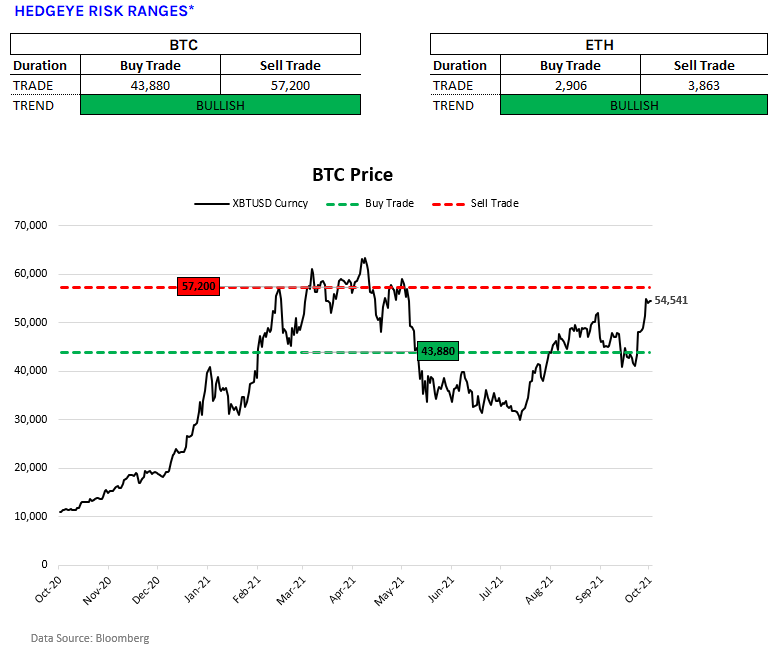 HEDGEYE RISK RANGES*
BTC
Duration Buy Trade Sell Trade
TRADE 43,880 57,200
TREND BULLISH
ETH
Duration Buy Trade Sell Trade
TRADE 2,906 3,863
TREND BULLISH
BTC Price
XBTUSD Curncy Buy Trade Sell Trade
70,000
60,000
57,200
54,541
50,000
43,880
40,000
30,000
20,000
10,000
0
Oct-20 Nov-20 Dec-20 Jan-21 Feb-21 Mar-21 Apr-21 May-21 Jun-21 Jul-21 Aug-21 Sep-21 Oct-21
Data Source: Bloomberg